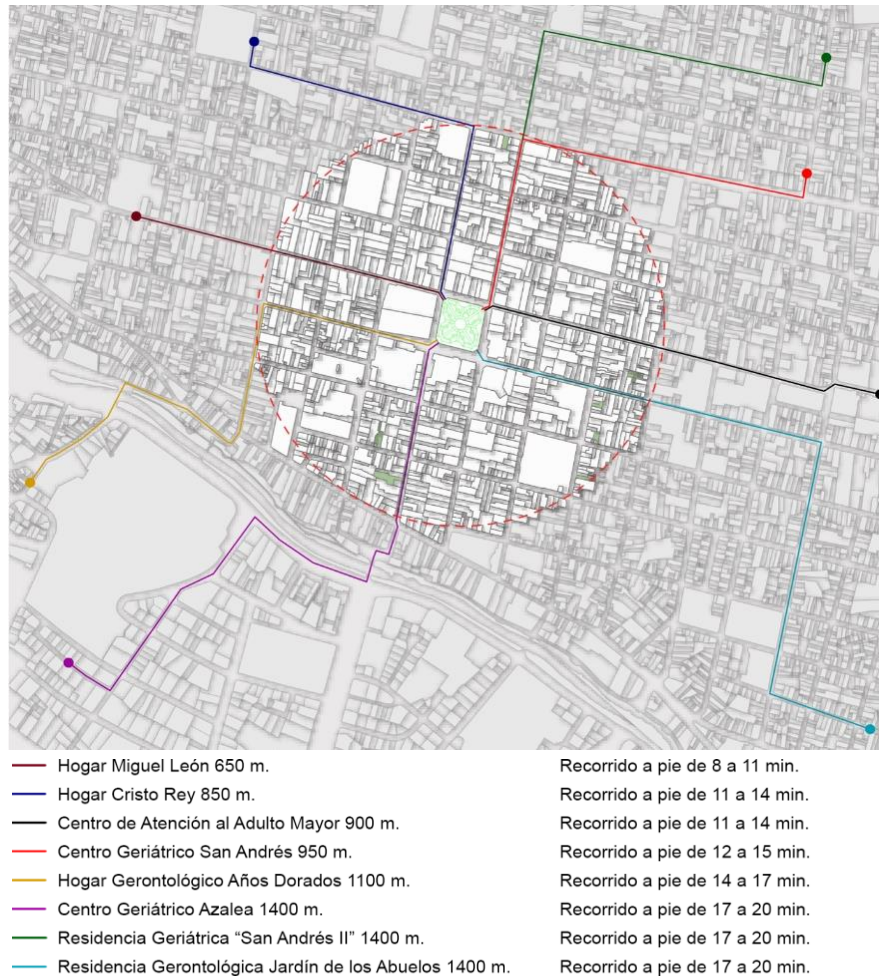 Hogar Miguel León 650 m. Recorrido a pie de 8 a 11 min.
Hogar Cristo Rey 850 m. Recorrido a pie de 11 a 14 min.
Centro de Atención al Adulto Mayor 900 m. Recorrido a pie de 11 a 14 min.
Centro Geriátrico San Andrés 950 m. Recorrido a pie de 12 a 15 min.
Hogar Gerontológico Años Dorados 1100 m. Recorrido a pie de 14 a 17 min.
Centro Geriátrico Azalea 1400 m. Recorrido a pie de 17 a 20 min.
Residencia Geriátrica “San Andrés II” 1400 m. Recorrido a pie de 17 a 20 min.
Residencia Gerontológica Jardín de los Abuelos 1400 m. Recorrido a pie de 17 a 20 min.